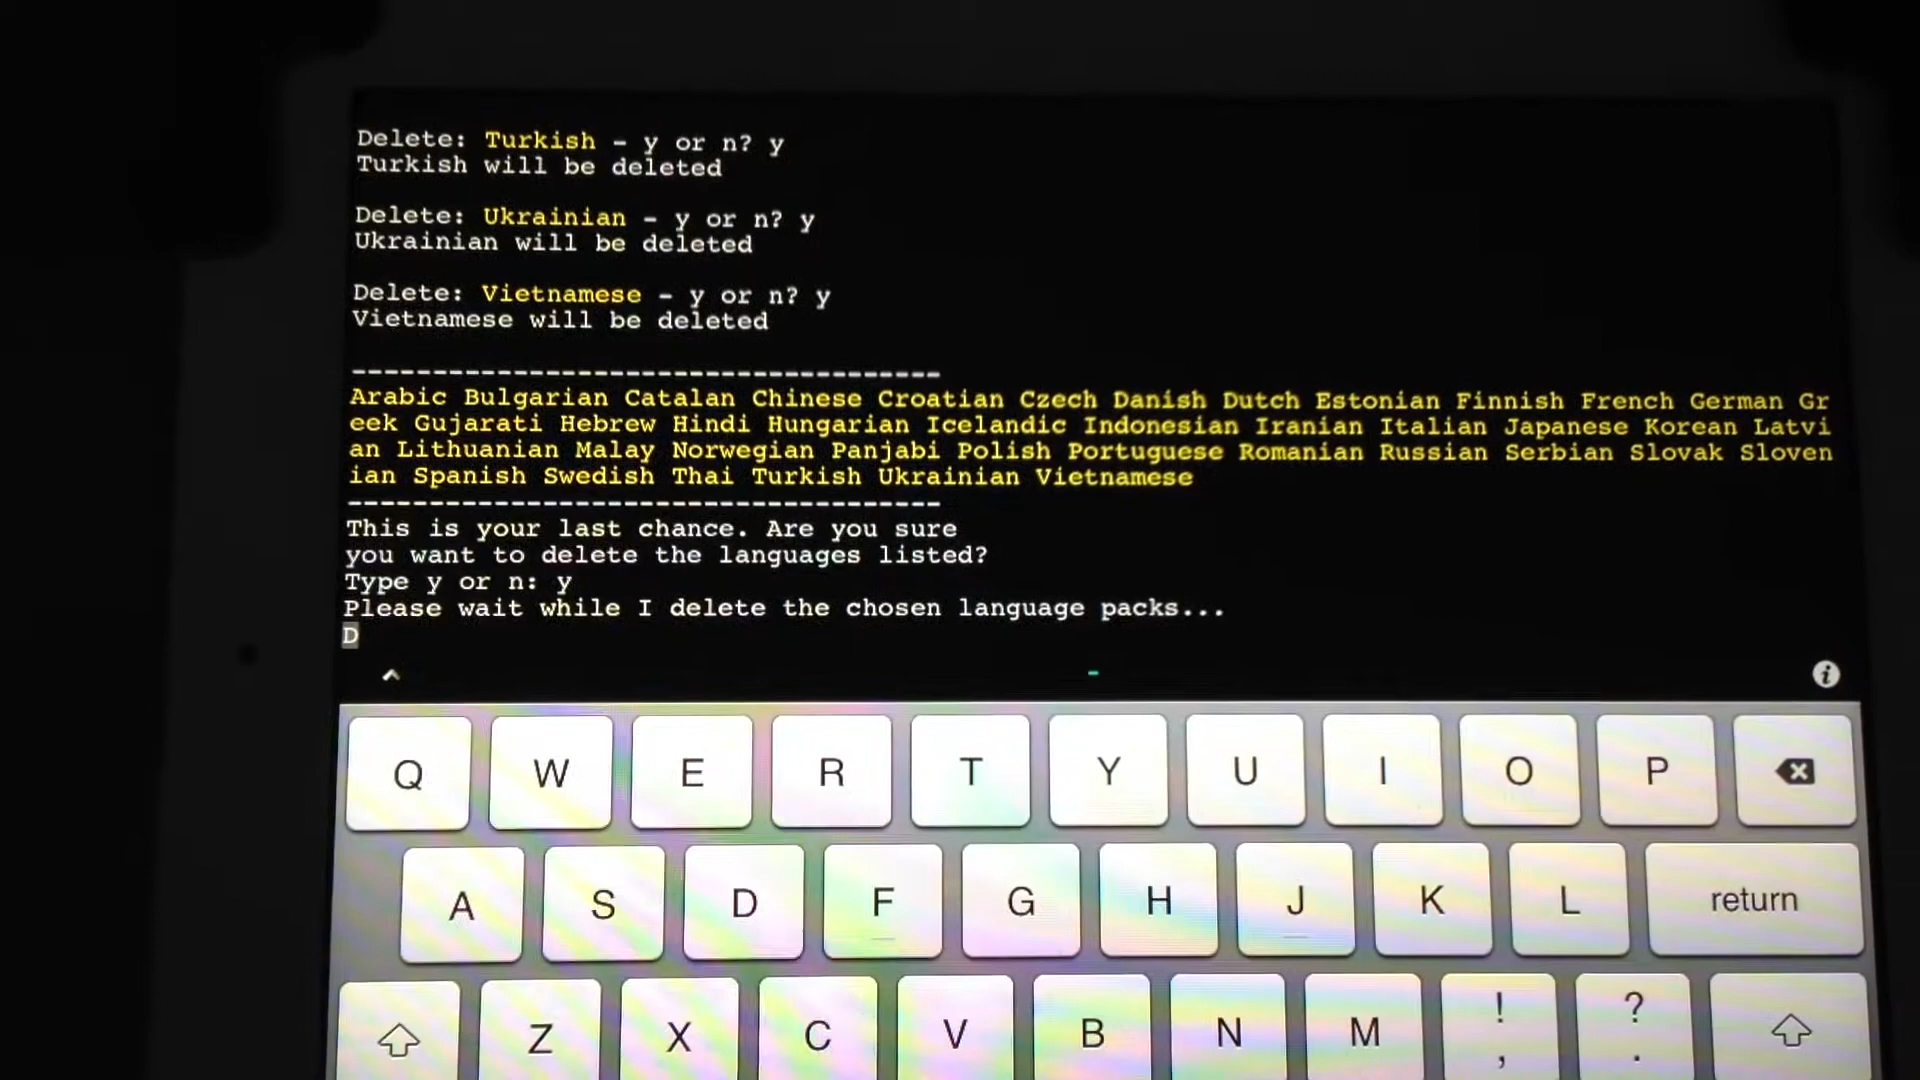 Delete: Turkish - y or n? y
Turkish will be deleted
Delete: Ukrainian - y or n? y
Ukrainian will be deleted
Delete: Vietnamese - y or n? y
Vietnamese will be deleted
-------------------------------------
Arabic Bulgarian Catalan Chinese Croatian Czech Danish Dutch Estonian Finnish French German Gr
eek Gujarati Hebrew Hindi Hungarian Icelandic Indonesian Iranian Italian Japanese Korean Latvi
an Lithuanian Malay Norwegian Panjabi Polish Portuguese Romanian Russian Serbian Slovak Sloven
ian Spanish Swedish Thai Turkish Ukrainian Vietnamese
-------------------------------------
This is your last chance. Are you sure
you want to delete the languages listed?
Type y or n: y
Please wait while I delete the chosen language packs...
D
Q W E R T Y U I O P
A S D F G H J K L return
Z X C V B N M ! , ? .